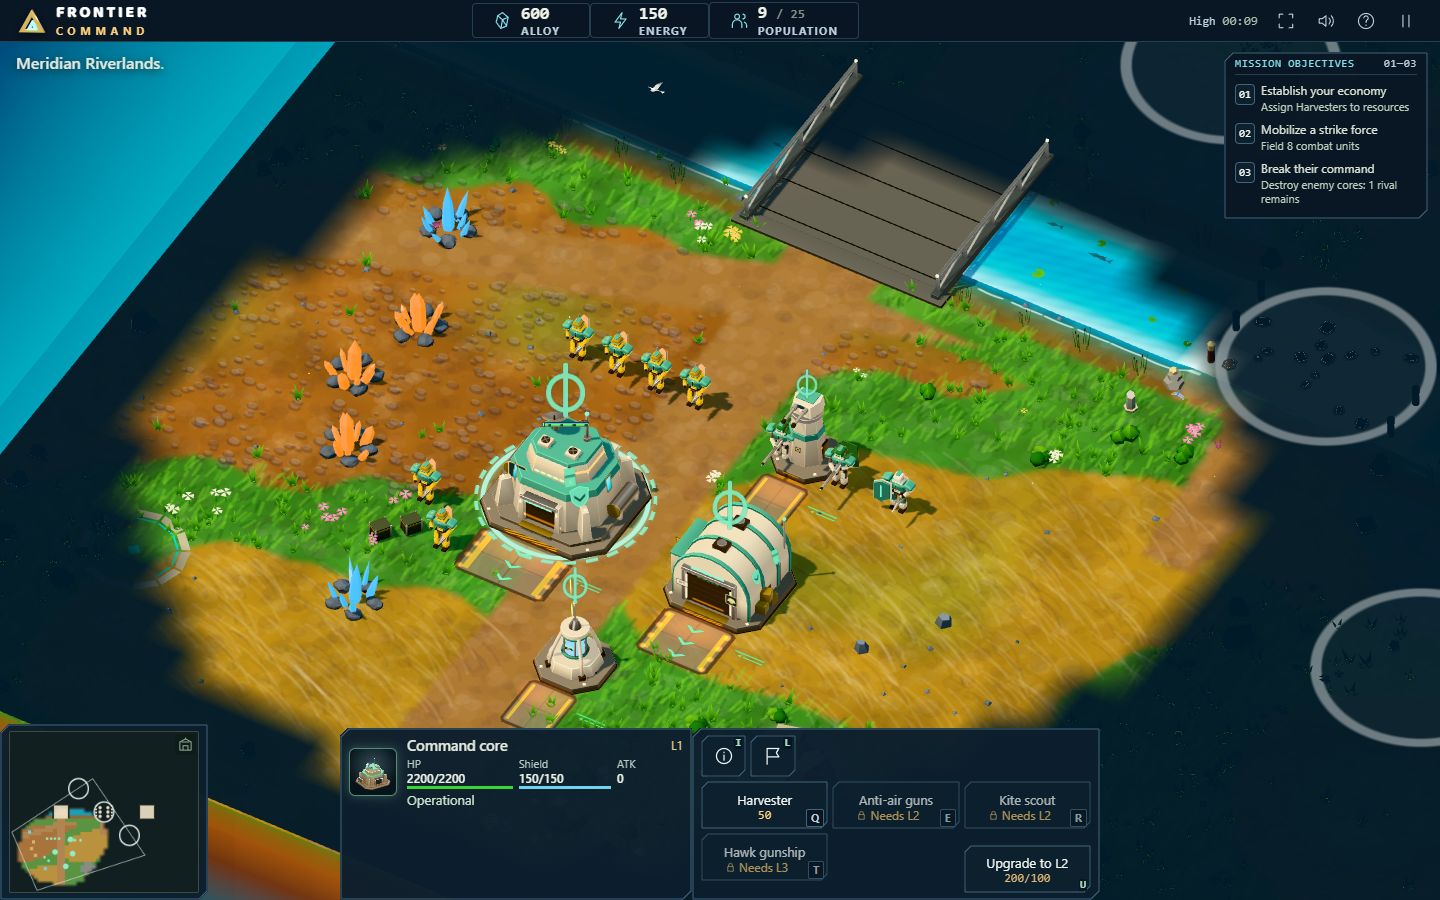 FRONTIER
COMMAND
600
ALLOY
150
ENERGY
9 / 25
POPULATION
High 00:09
Meridian Riverlands.
MISSION OBJECTIVES 01—03
01 Establish your economy
Assign Harvesters to resources
02 Mobilize a strike force
Field 8 combat units
03 Break their command
Destroy enemy cores: 1 rival
remains
Command core L1
HP Shield ATK
2200/2200 150/150 0
Operational
I L
Harvester
50 Q
Anti-air guns
Needs L2 E
Kite scout
Needs L2 R
Hawk gunship
Needs L3 T
Upgrade to L2
200/100
U